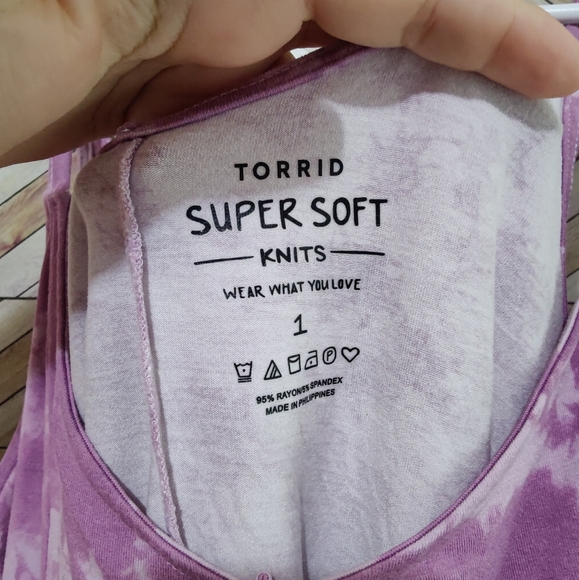 TORRID
SUPER SOFT
KNITS
WEAR WHAT YOU LOVE
1
P
95% RAYON/5% SPANDEX
MADE IN PHILIPPINES